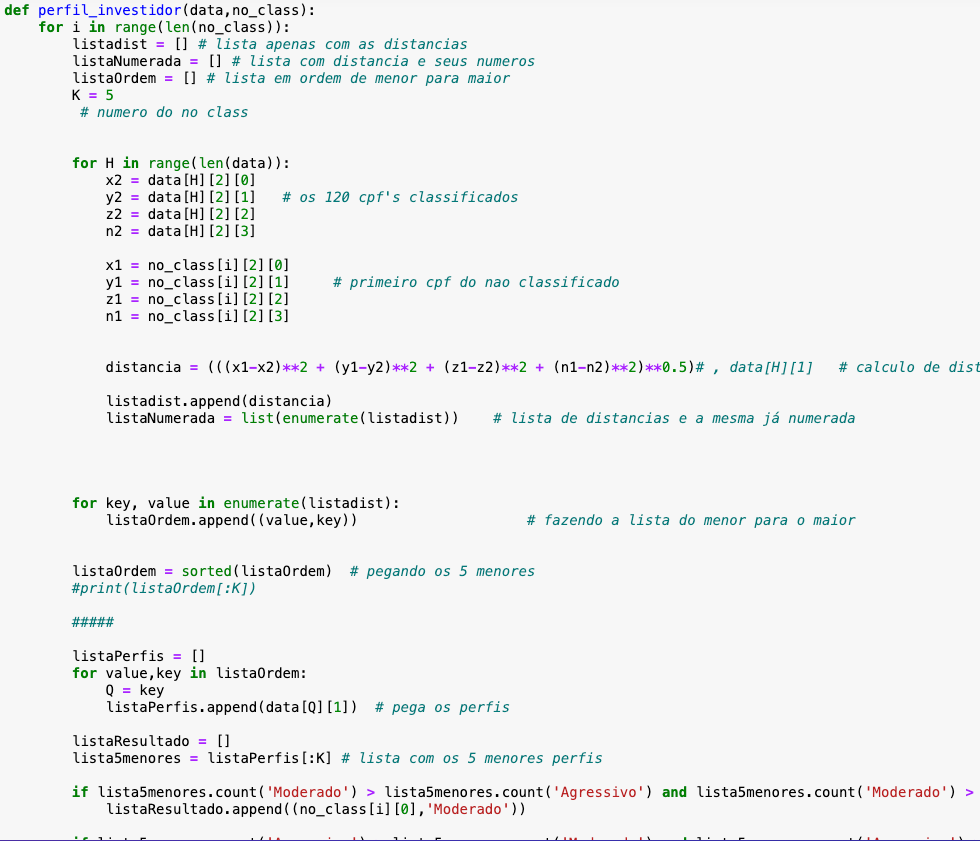 def perfil_investidor(data,no_class):
    for i in range(len(no_class)):
        listadist = [] # lista apenas com as distancias
        listaNumerada = [] # lista com distancia e seus numeros
        listaOrdem = [] # lista em ordem de menor para maior
        K = 5
         # numero do no class
        for H in range(len(data)):
            x2 = data[H][2][0]
            y2 = data[H][2][1]   # os 120 cpf's classificados
            z2 = data[H][2][2]
            n2 = data[H][2][3]
            x1 = no_class[i][2][0]
            y1 = no_class[i][2][1]     # primeiro cpf do nao classificado
            z1 = no_class[i][2][2]
            n1 = no_class[i][2][3]
            distancia = (((x1-x2)**2 + (y1-y2)**2 + (z1-z2)**2 + (n1-n2)**2)**0.5)# , data[H][1]   # calculo de dist
            listadist.append(distancia)
            listaNumerada = list(enumerate(listadist))    # lista de distancias e a mesma já numerada
        for key, value in enumerate(listadist):
            listaOrdem.append((value,key))                    # fazendo a lista do menor para o maior
        listaOrdem = sorted(listaOrdem)  # pegando os 5 menores
        #print(listaOrdem[:K])
        #####
        listaPerfis = []
        for value,key in listaOrdem:
            Q = key
            listaPerfis.append(data[Q][1])  # pega os perfis
        listaResultado = []
        lista5menores = listaPerfis[:K] # lista com os 5 menores perfis
        if lista5menores.count('Moderado') > lista5menores.count('Agressivo') and lista5menores.count('Moderado') >
            listaResultado.append((no_class[i][0],'Moderado'))